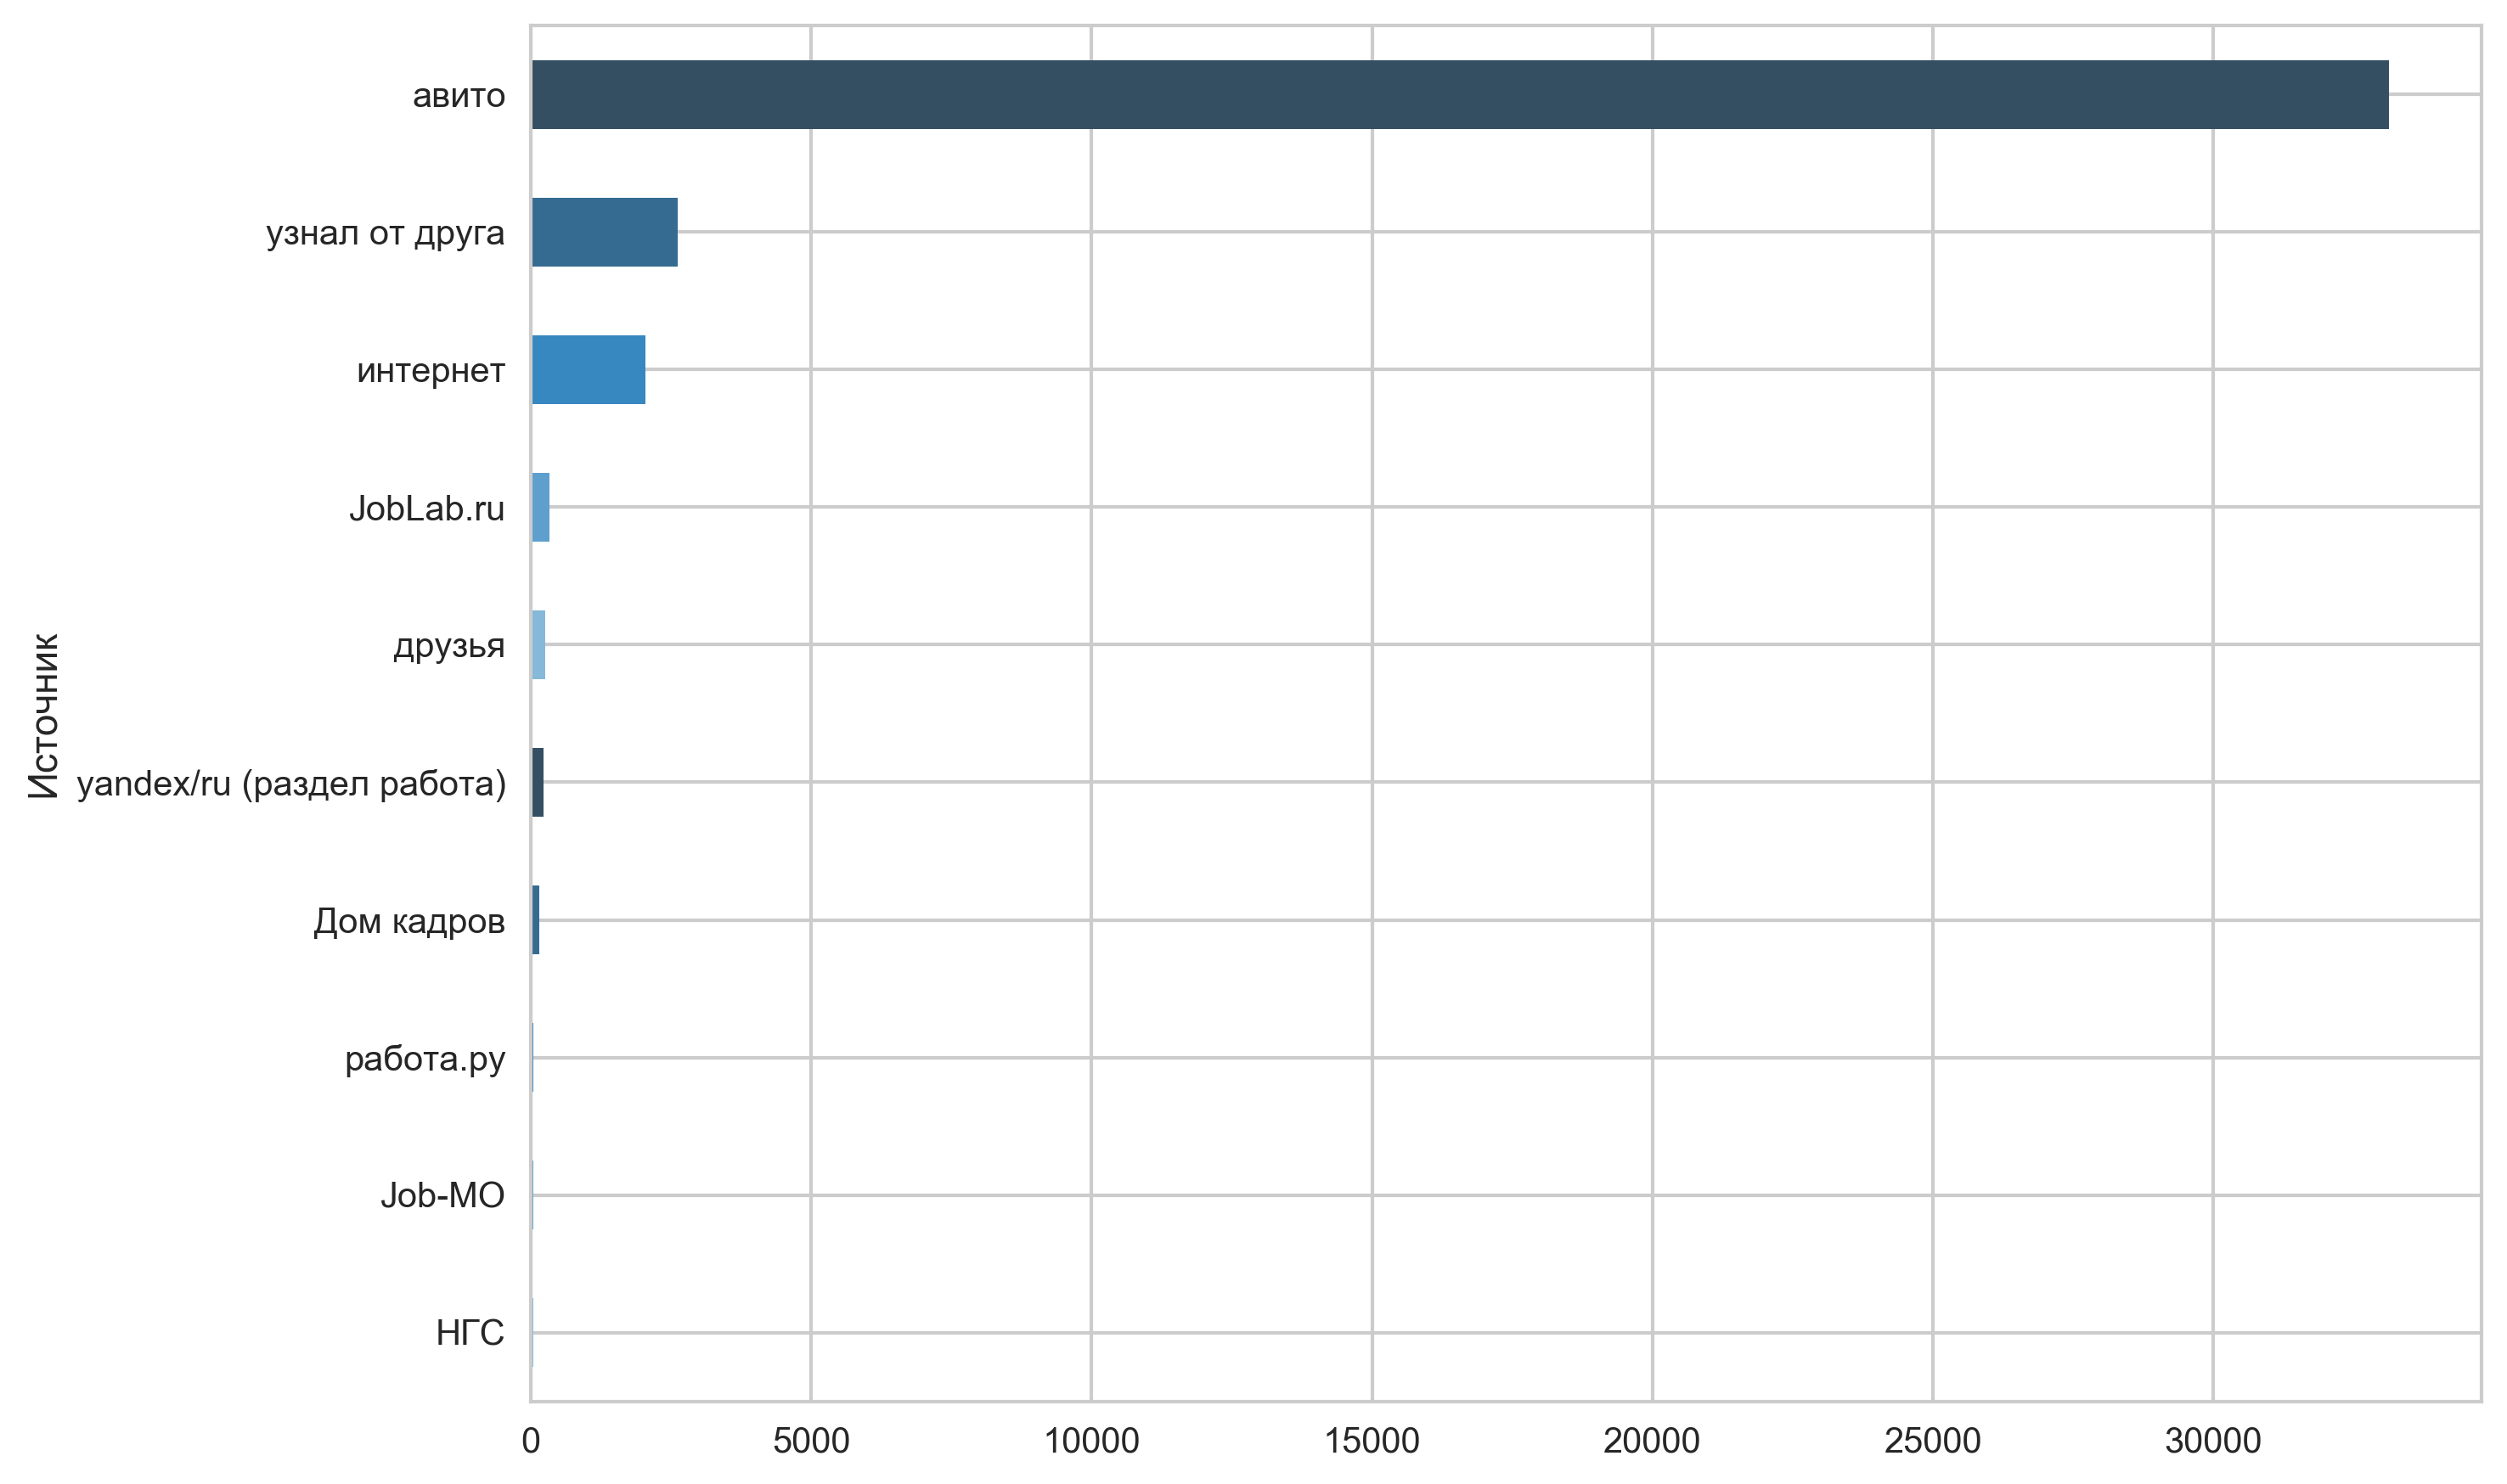 Источник
авито
узнал от друга
интернет
JobLab.ru
друзья
yandex/ru (раздел работа)
Дом кадров
работа.ру
Job-MO
НГС
0 5000 10000 15000 20000 25000 30000